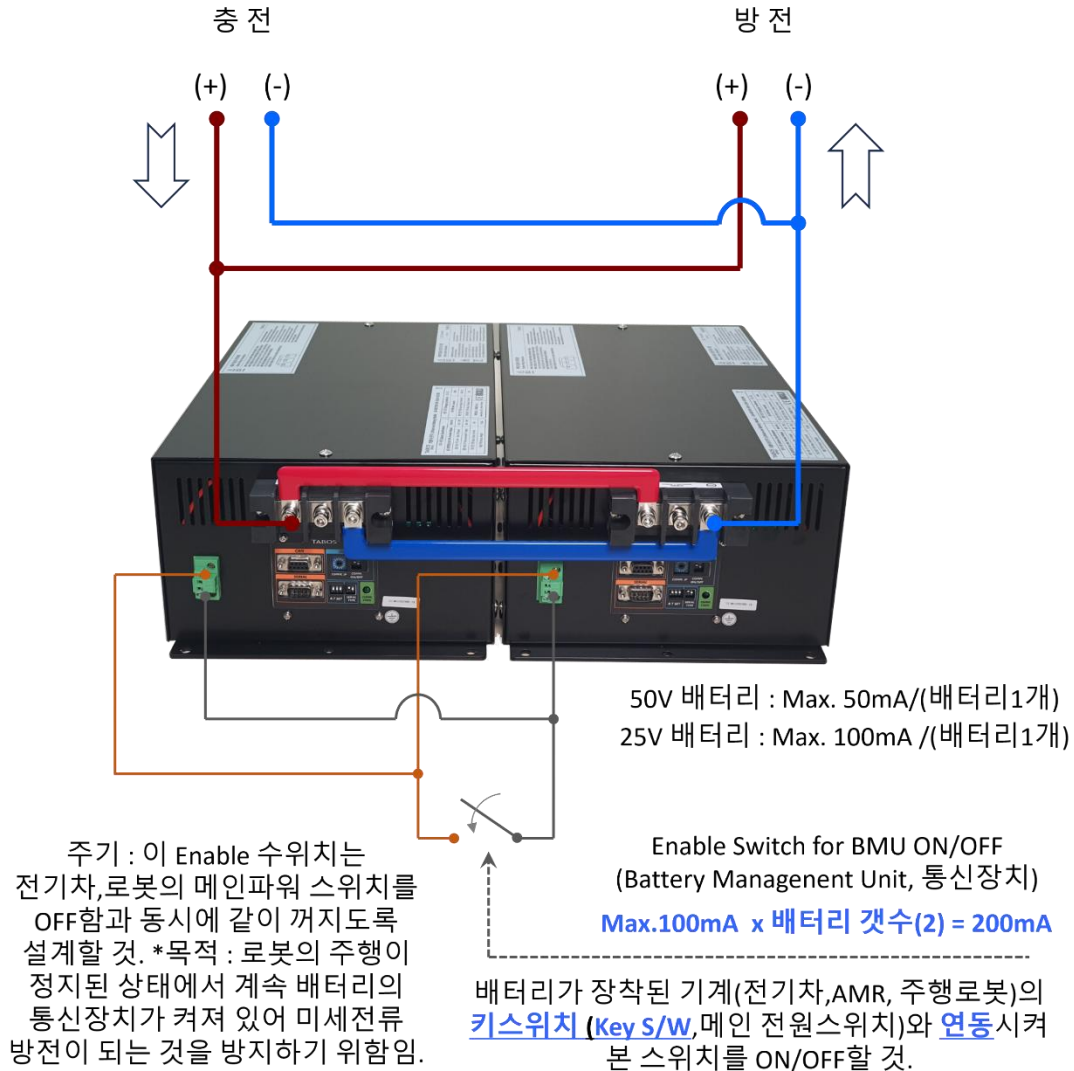 충 전
방 전
(+) (-)
(+) (-)
TABOS
50V 배터리 : Max. 50mA/(배터리1개)
25V 배터리 : Max. 100mA /(배터리1개)
주기 : 이 Enable 수위치는
전기차,로봇의 메인파워 스위치를
OFF함과 동시에 같이 꺼지도록
설계할 것. *목적 : 로봇의 주행이
정지된 상태에서 계속 배터리의
통신장치가 켜져 있어 미세전류
방전이 되는 것을 방지하기 위함임.
Enable Switch for BMU ON/OFF
(Battery Managenent Unit, 통신장치)
Max.100mA x 배터리 갯수(2) = 200mA
배터리가 장착된 기계(전기차,AMR, 주행로봇)의
키스위치 (Key S/W,메인 전원스위치)와 연동시켜
본 스위치를 ON/OFF할 것.